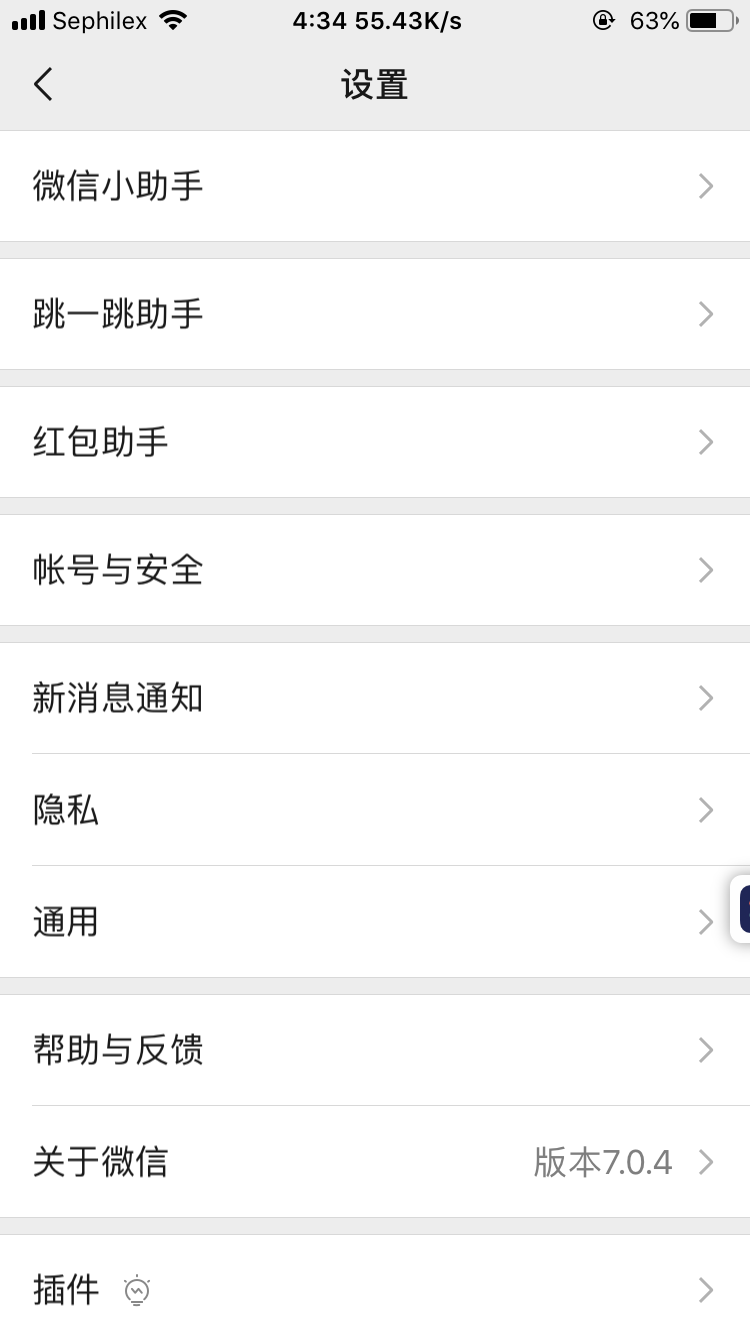 Sephilex 4:34 55.43K/s 63%
设置
微信小助手
跳一跳助手
红包助手
帐号与安全
新消息通知
隐私
通用
帮助与反馈
关于微信 版本7.0.4
插件